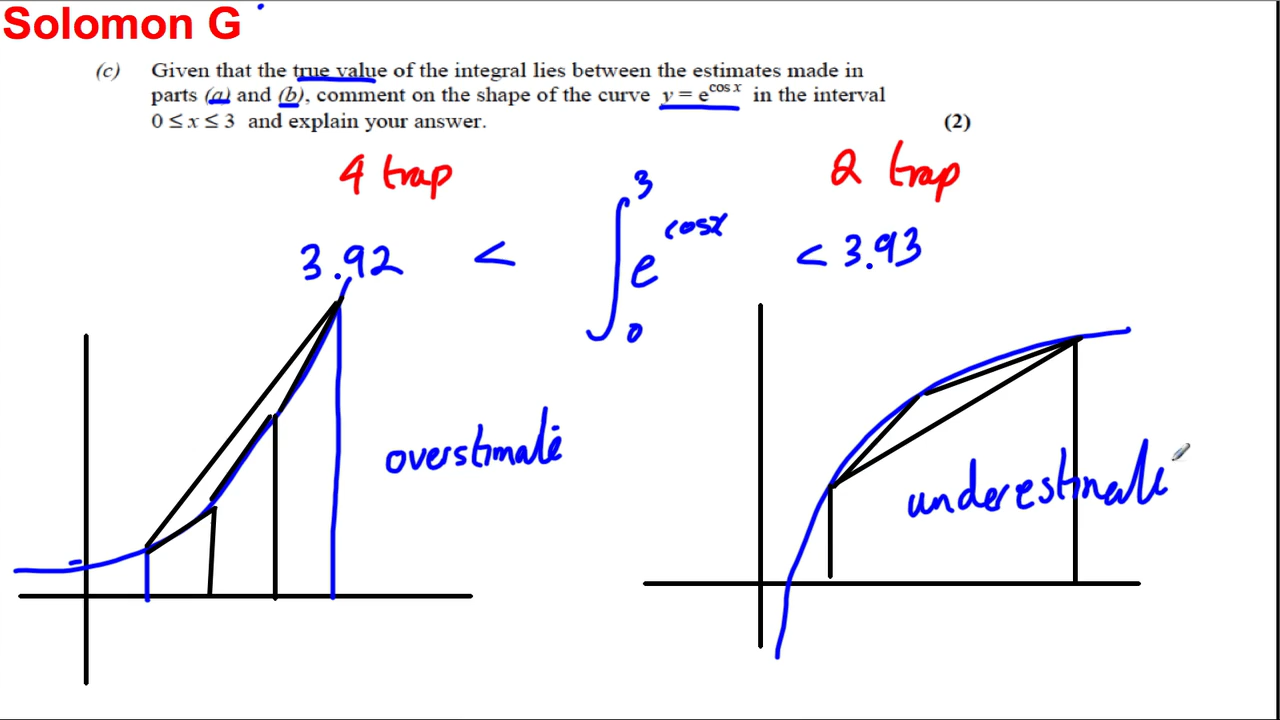 Solomon G
(c) Given that the true value of the integral lies between the estimates made in
parts (a) and (b), comment on the shape of the curve y = e^cos x in the interval
0 ≤ x ≤ 3 and explain your answer. (2)
4 trap 2 trap
3.92 < ∫₀³ e^cosx < 3.93
overstimate
underestimate